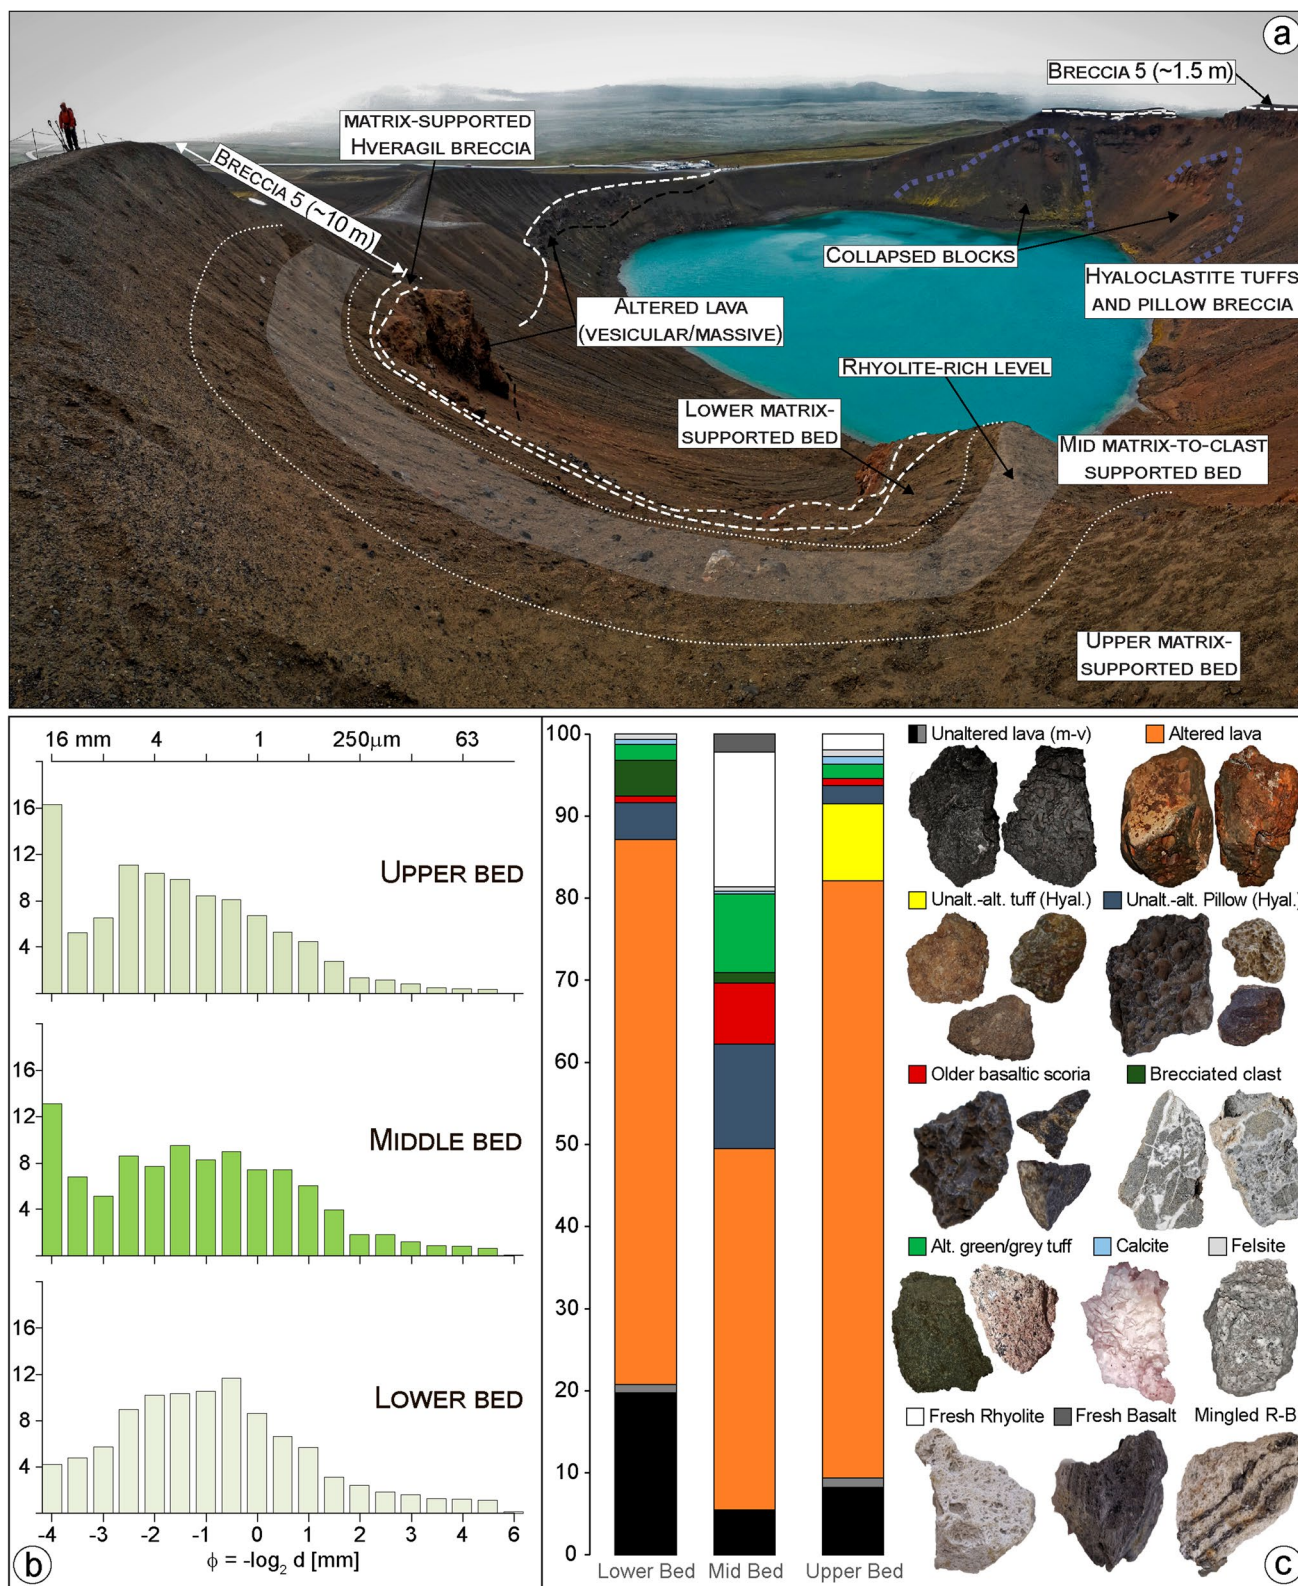 a
BRECCIA 5 (~1.5 m)
MATRIX-SUPPORTED
HVERAGIL BRECCIA
BRECCIA 5 (~10 m)
COLLAPSED BLOCKS
HYALOCLASTITE TUFFS
AND PILLOW BRECCIA
ALTERED LAVA
(VESICULAR/MASSIVE)
RHYOLITE-RICH LEVEL
LOWER MATRIX-
SUPPORTED BED
MID MATRIX-TO-CLAST
SUPPORTED BED
UPPER MATRIX-
SUPPORTED BED
16 mm 4 1 250μm 63
16
12
8
4
UPPER BED
16
12
8
4
MIDDLE BED
16
12
8
4
LOWER BED
-4 -3 -2 -1 0 1 2 3 4 6
ϕ = -log₂ d [mm]
b
100
90
80
70
60
50
40
30
20
10
0
Lower Bed Mid Bed Upper Bed
Unaltered lava (m-v) Altered lava
Unalt.-alt. tuff (Hyal.) Unalt.-alt. Pillow (Hyal.)
Older basaltic scoria Brecciated clast
Alt. green/grey tuff Calcite Felsite
Fresh Rhyolite Fresh Basalt Mingled R-B
c